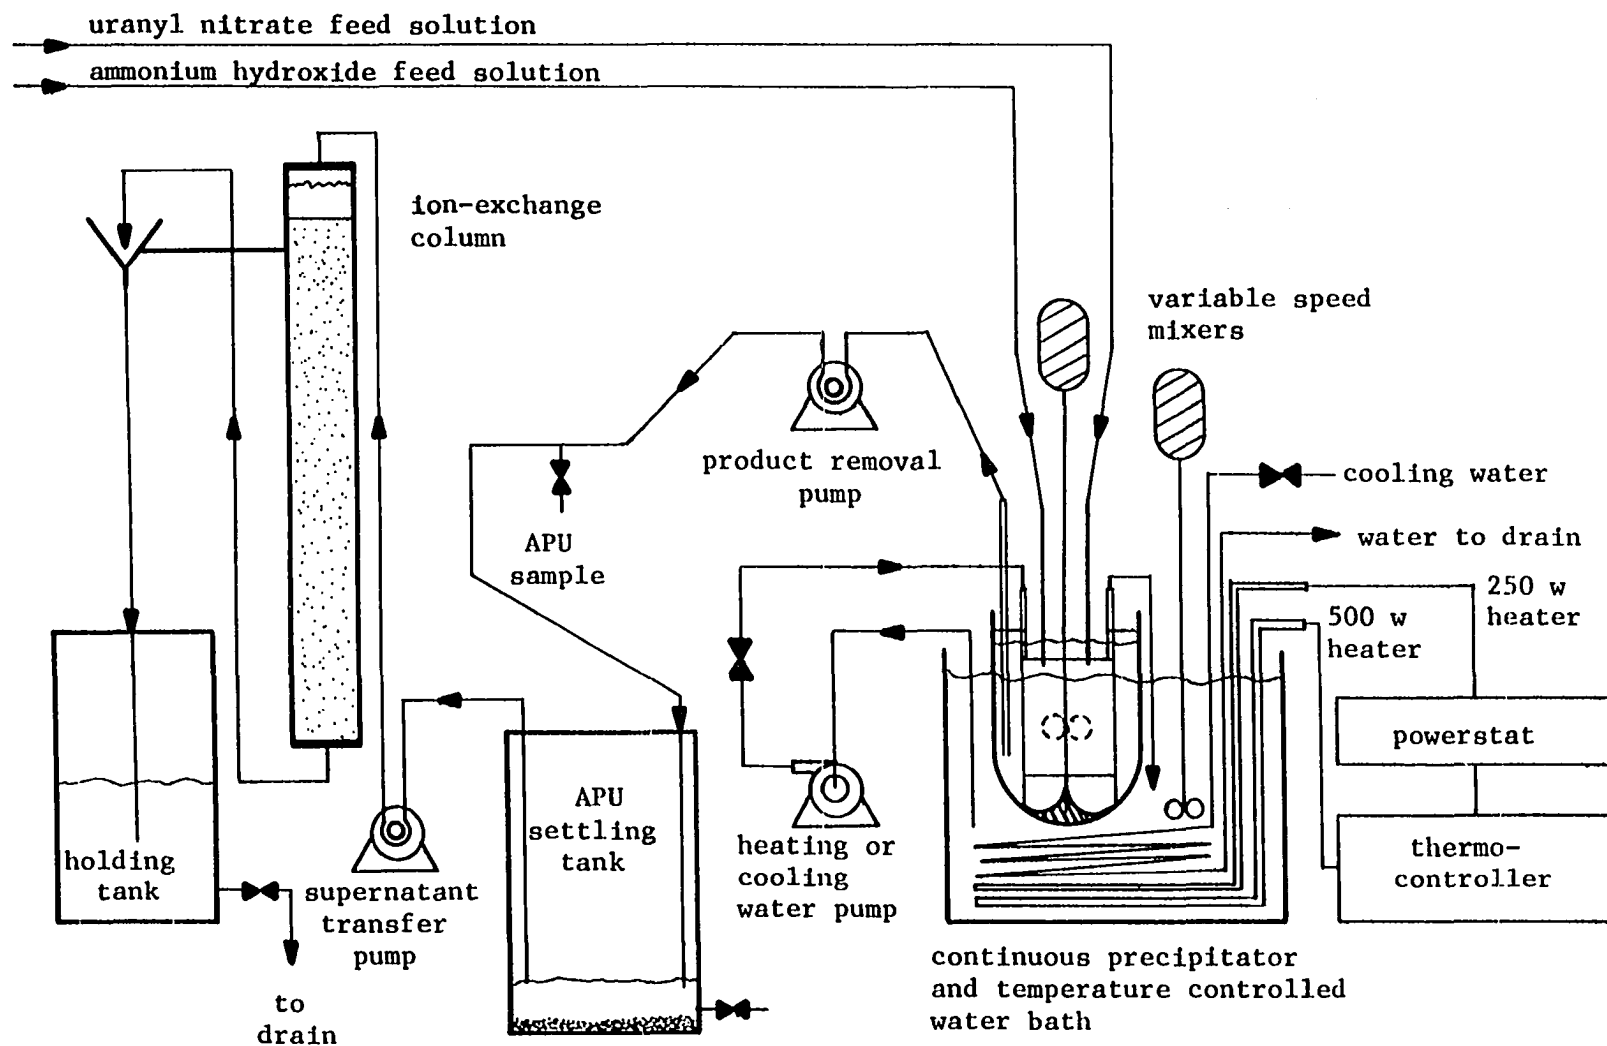 uranyl nitrate feed solution
ammonium hydroxide feed solution
ion-exchange
column
variable speed
mixers
product removal
pump
cooling water
water to drain
APU
sample
250 w
heater
500 w
heater
powerstat
APU
settling
tank
heating or
cooling
water pump
thermo-
controller
holding
tank
supernatant
transfer
pump
continuous precipitator
and temperature controlled
water bath
to
drain